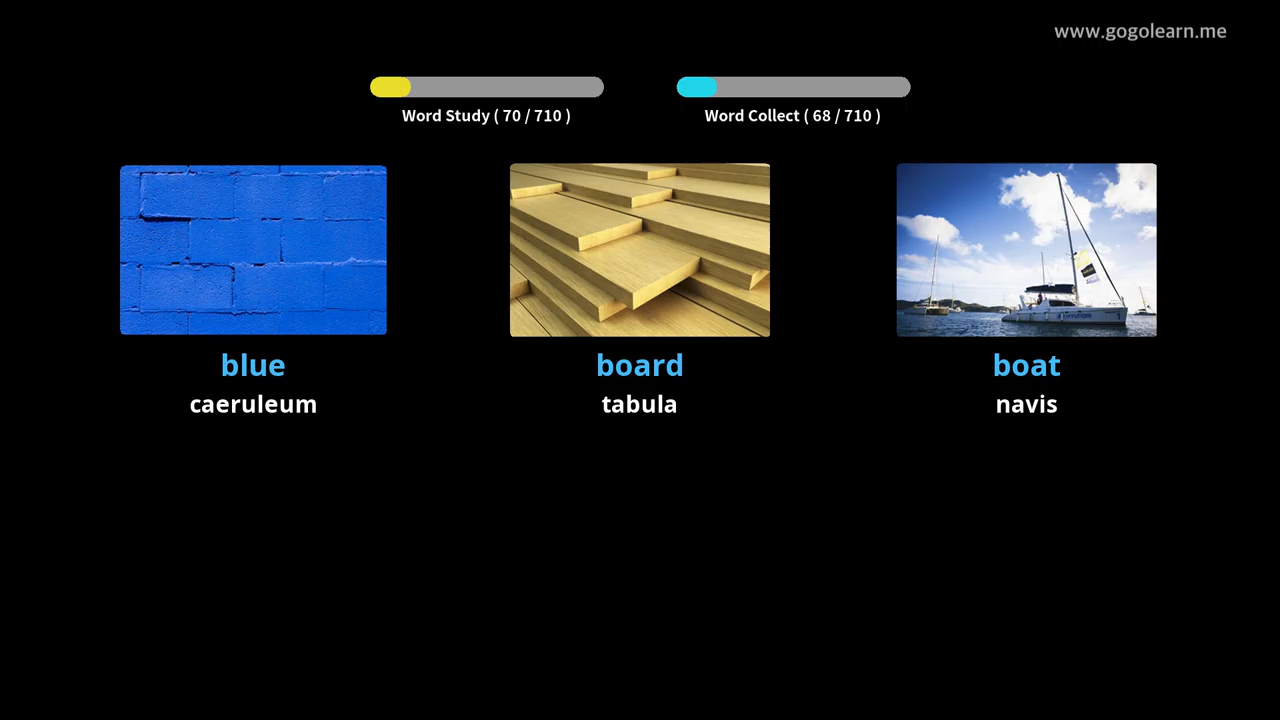 www.gogolearn.me
Word Study ( 70 / 710 )
Word Collect ( 68 / 710 )
blue
board
boat
caeruleum
tabula
navis